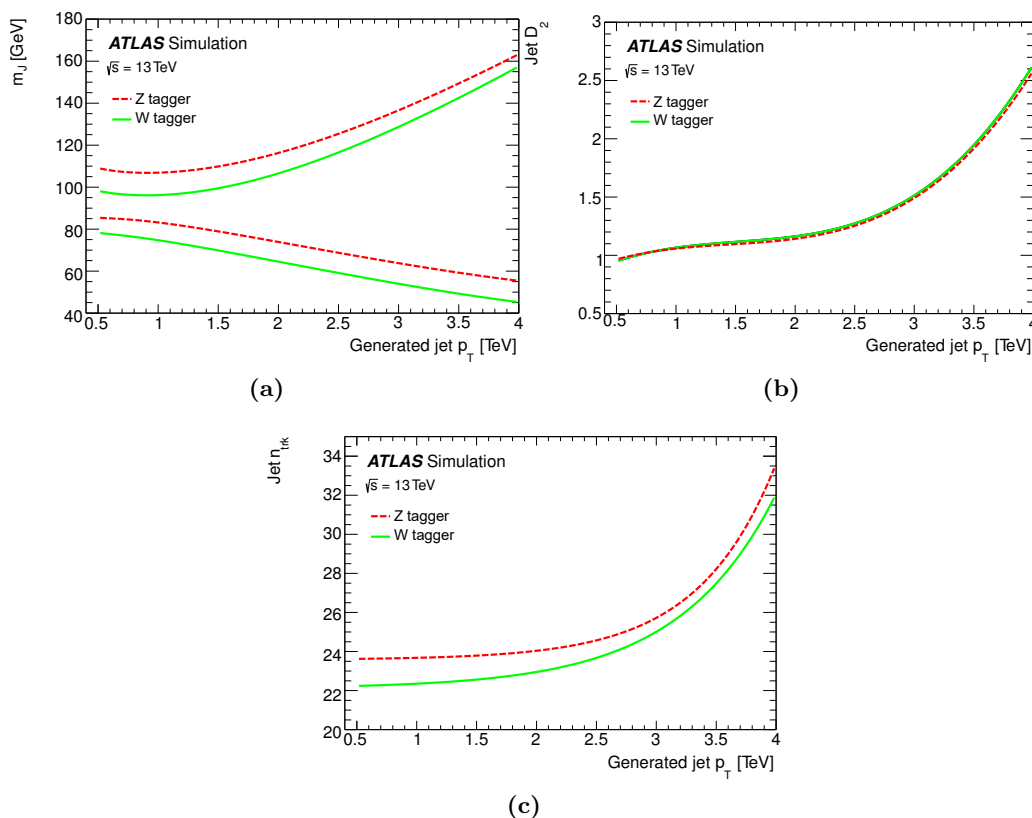 m_J [GeV]
180
160
140
120
100
80
60
40
ATLAS Simulation
√s = 13 TeV
Z tagger
W tagger
0.5 1 1.5 2 2.5 3 3.5 4
Generated jet p_T [TeV]
(a)
Jet D_2
3
2.5
2
1.5
1
0.5
ATLAS Simulation
√s = 13 TeV
Z tagger
W tagger
0.5 1 1.5 2 2.5 3 3.5 4
Generated jet p_T [TeV]
(b)
Jet n_trk
34
32
30
28
26
24
22
20
ATLAS Simulation
√s = 13 TeV
Z tagger
W tagger
0.5 1 1.5 2 2.5 3 3.5 4
Generated jet p_T [TeV]
(c)